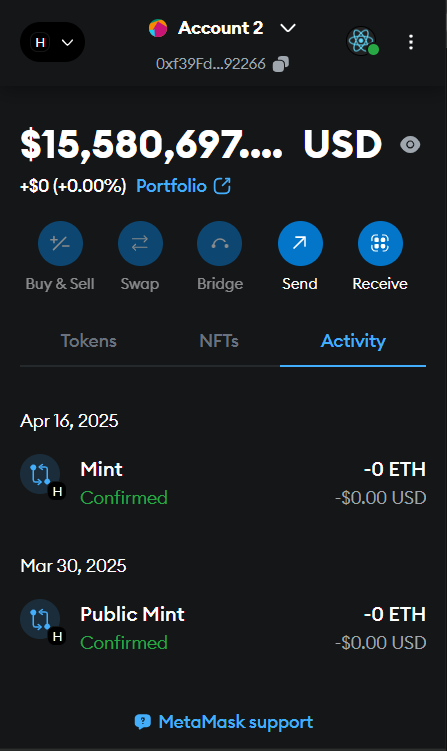 H
Account 2
0xf39Fd...92266
$15,580,697.... USD
+$0 (+0.00%) Portfolio
Buy & Sell Swap Bridge Send Receive
Tokens NFTs Activity
Apr 16, 2025
Mint -0 ETH
H Confirmed -$0.00 USD
Mar 30, 2025
Public Mint -0 ETH
H Confirmed -$0.00 USD
MetaMask support